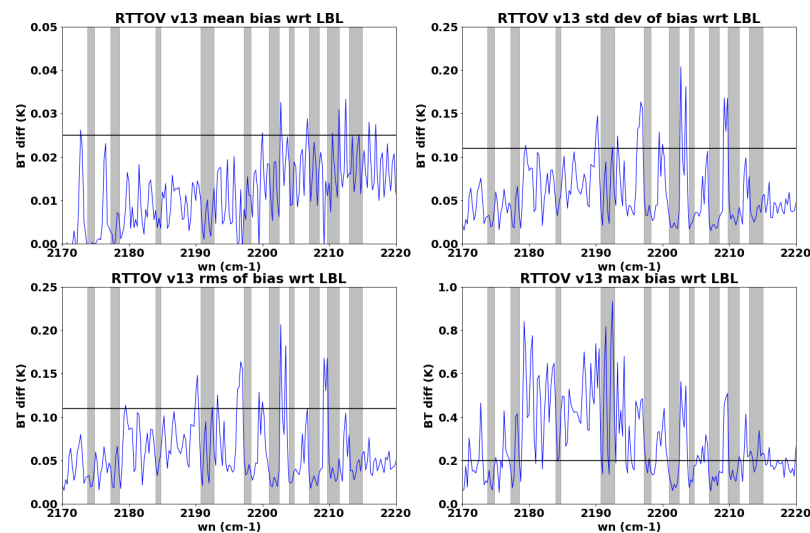 RTTOV v13 mean bias wrt LBL
BT diff (K)
0.05
0.04
0.03
0.02
0.01
0.00
2170 2180 2190 2200 2210 2220
wn (cm-1)
RTTOV v13 std dev of bias wrt LBL
BT diff (K)
0.25
0.20
0.15
0.10
0.05
0.00
2170 2180 2190 2200 2210 2220
wn (cm-1)
RTTOV v13 rms of bias wrt LBL
BT diff (K)
0.25
0.20
0.15
0.10
0.05
0.00
2170 2180 2190 2200 2210 2220
wn (cm-1)
RTTOV v13 max bias wrt LBL
BT diff (K)
1.0
0.8
0.6
0.4
0.2
0.0
2170 2180 2190 2200 2210 2220
wn (cm-1)